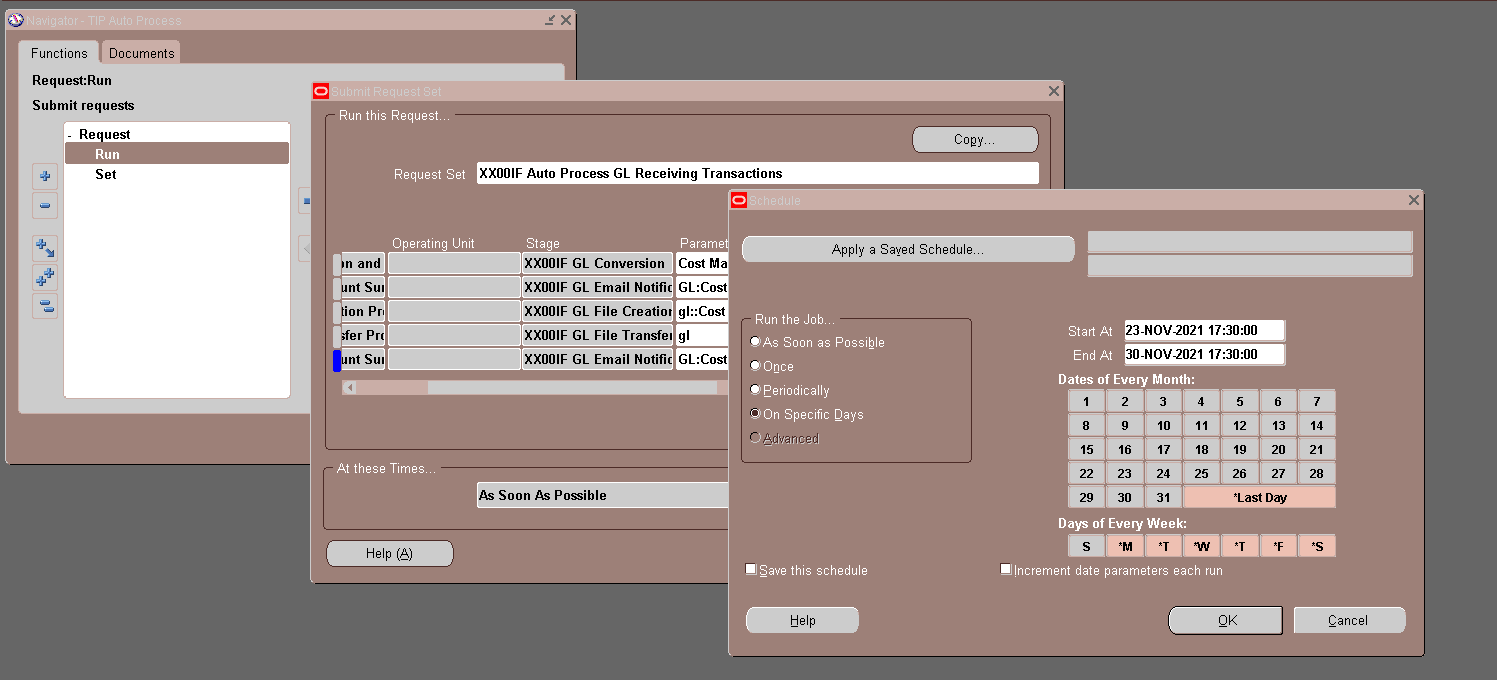 Navigator - TIP Auto Process
Functions
Documents
Request:Run
Submit requests
- Request
Run
Set
Submit Request Set
Run this Request...
Copy...
Request Set
XX00IF Auto Process GL Receiving Transactions
Operating Unit
Stage
Paramet
on and
XX00IF GL Conversion
Cost Ma
unt Sur
XX00IF GL Email Notific
GL:Cost
tion Pro
XX00IF GL File Creation
gl::Cost
sfer Pro
XX00IF GL File Transfer
gl
unt Sur
XX00IF GL Email Notific
GL:Cost
At these Times...
As Soon As Possible
Help (A)
Schedule
Apply a Saved Schedule...
Run the Job...
As Soon as Possible
Once
Periodically
On Specific Days
Advanced
Start At
23-NOV-2021 17:30:00
End At
30-NOV-2021 17:30:00
Dates of Every Month:
1 2 3 4 5 6 7
8 9 10 11 12 13 14
15 16 17 18 19 20 21
22 23 24 25 26 27 28
29 30 31 *Last Day
Days of Every Week:
S *M *T *W *T *F *S
Save this schedule
Increment date parameters each run
Help
OK
Cancel